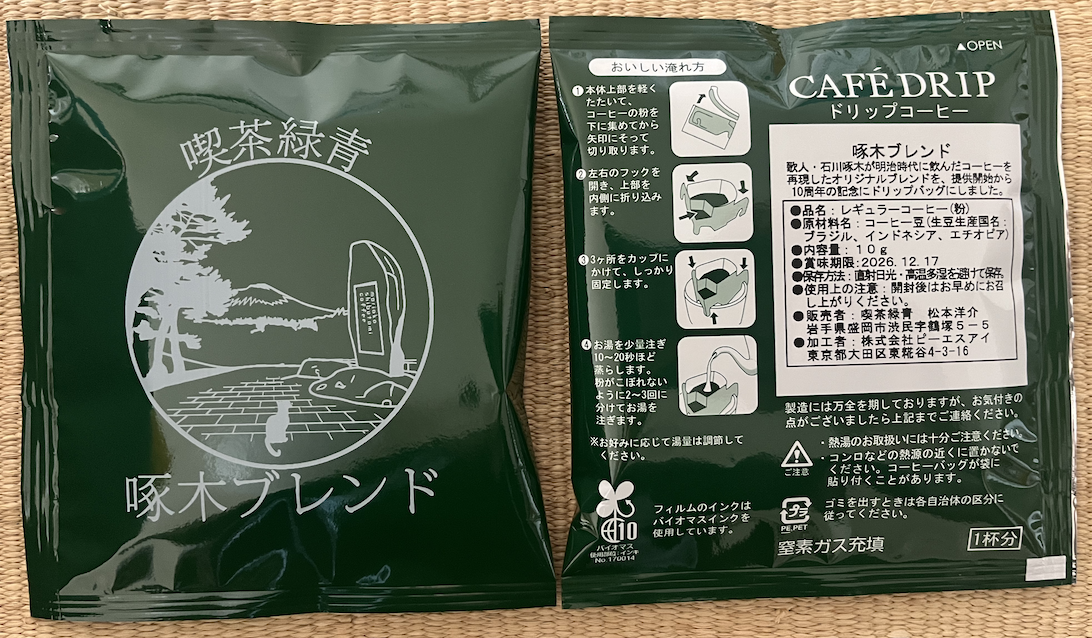 喫茶緑青
morioka
shibutami
coffee
啄木ブレンド
▲OPEN
おいしい淹れ方
①本体上部を軽く
たたいて、
コーヒーの粉を
下に集めてから
矢印にそって
切り取ります。
②左右のフックを
開き、上部を
内側に折り込み
ます。
③3ヶ所をカップに
かけて、しっかり
固定します。
④お湯を少量注ぎ
10〜20秒ほど
蒸らします。
粉がこぼれない
ように2〜3回に
分けてお湯を
注ぎます。
※お好みに応じて湯量は調節して
ください。
バイオマス
10
使用部位:インキ
No.170014
フィルムのインクは
バイオマスインクを
使用しています。
CAFÉ DRIP
ドリップコーヒー
啄木ブレンド
歌人・石川啄木が明治時代に飲んだコーヒーを
再現したオリジナルブレンドを、提供開始から
10周年の記念にドリップバッグにしました。
●品名:レギュラーコーヒー(粉)
●原材料名:コーヒー豆(生豆生産国名:
ブラジル、インドネシア、エチオピア)
●内容量:10g
●賞味期限:2026.12.17
●保存方法:直射日光・高温多湿を避けて保存
●使用上の注意:開封後はお早めにお召
し上がりください。
●販売者:喫茶緑青 松本洋介
岩手県盛岡市渋民字鶴塚5-5
●加工者:株式会社ピーエスアイ
東京都大田区東糀谷4-3-16
製造には万全を期しておりますが、お気付きの
点がございましたら上記までご連絡ください。
ご注意
・熱湯のお取扱いには十分ご注意ください。
・コンロなどの熱源の近くに置かないで
ください。コーヒーバッグが袋に
貼り付くことがあります。
プラ
PE,PET
ゴミを出すときは各自治体の区分に
従ってください。
窒素ガス充填
1杯分